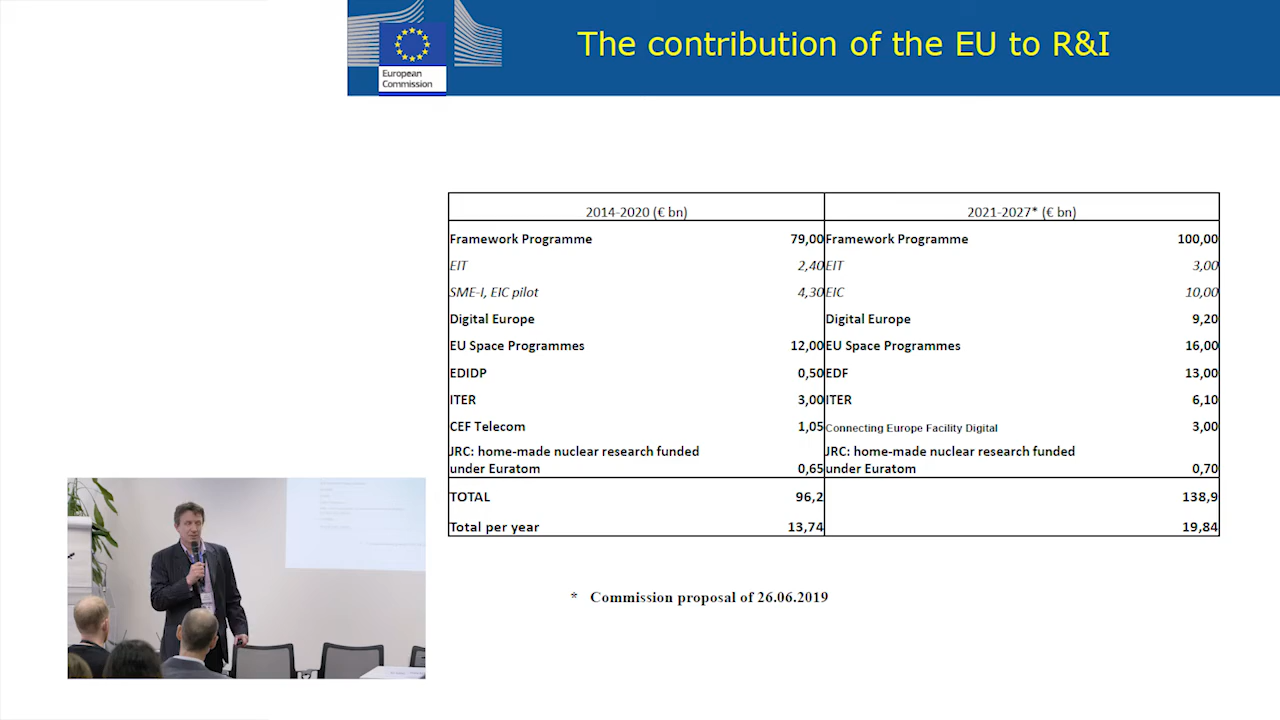 The contribution of the EU to R&I
European
Commission
2014-2020 (€ bn) 2021-2027* (€ bn)
Framework Programme 79,00 Framework Programme 100,00
EIT 2,40 EIT 3,00
SME-I, EIC pilot 4,30 EIC 10,00
Digital Europe Digital Europe 9,20
EU Space Programmes 12,00 EU Space Programmes 16,00
EDIDP 0,50 EDF 13,00
ITER 3,00 ITER 6,10
CEF Telecom 1,05 Connecting Europe Facility Digital 3,00
JRC: home-made nuclear research funded JRC: home-made nuclear research funded
under Euratom 0,65 under Euratom 0,70
TOTAL 96,2 138,9
Total per year 13,74 19,84
* Commission proposal of 26.06.2019